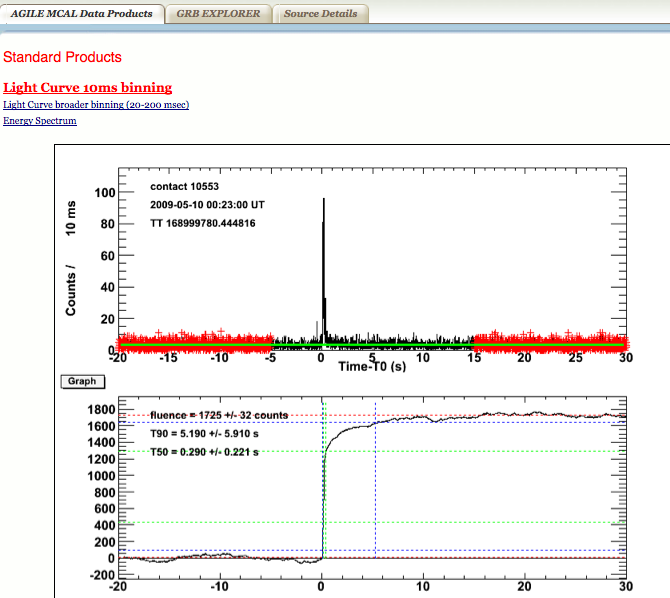 AGILE MCAL Data Products GRB EXPLORER Source Details
Standard Products
Light Curve 10ms binning
Light Curve broader binning (20-200 msec)
Energy Spectrum
contact 10553
2009-05-10 00:23:00 UT
TT 168999780.444816
Counts / 10 ms
100
80
60
40
20
0
-20 -15 -10 -5 0 5 10 15 20 25 30
Time-T0 (s)
Graph
fluence = 1725 +/- 32 counts
T90 = 5.190 +/- 5.910 s
T50 = 0.290 +/- 0.221 s
1800
1600
1400
1200
1000
800
600
400
200
0
-200
-20 -10 0 10 20 30